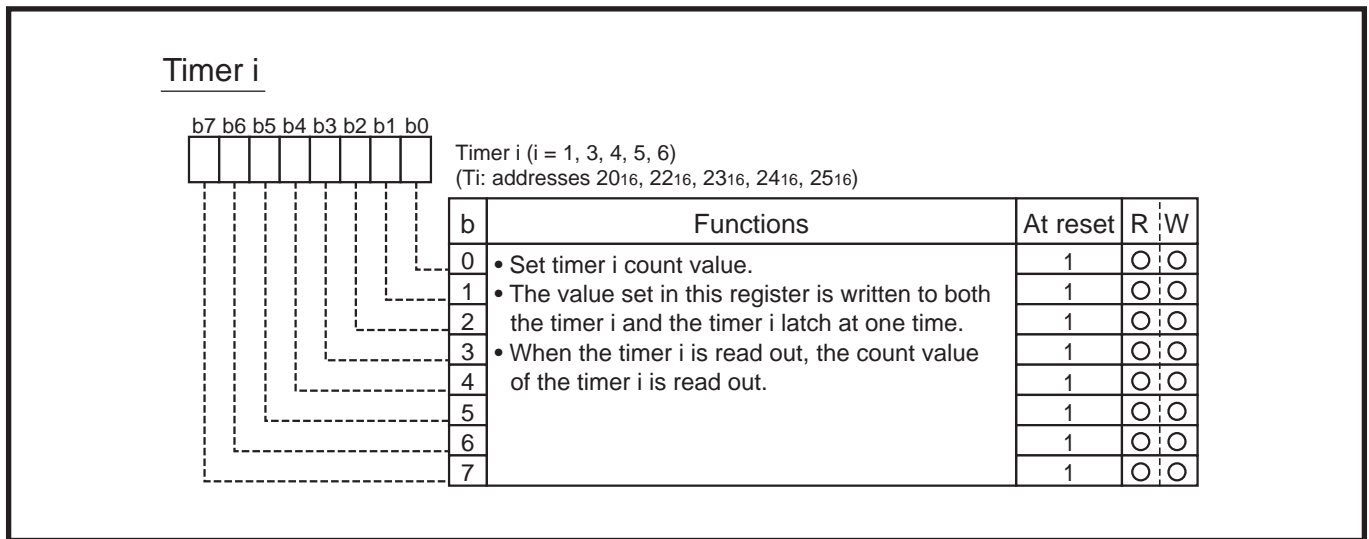 Timer i
b7 b6 b5 b4 b3 b2 b1 b0
Timer i (i = 1, 3, 4, 5, 6)
(Ti: addresses 2016, 2216, 2316, 2416, 2516)
b Functions At reset R W
0 • Set timer i count value. 1 O O
1 • The value set in this register is written to both 1 O O
2 the timer i and the timer i latch at one time. 1 O O
3 • When the timer i is read out, the count value 1 O O
4 of the timer i is read out. 1 O O
5 1 O O
6 1 O O
7 1 O O